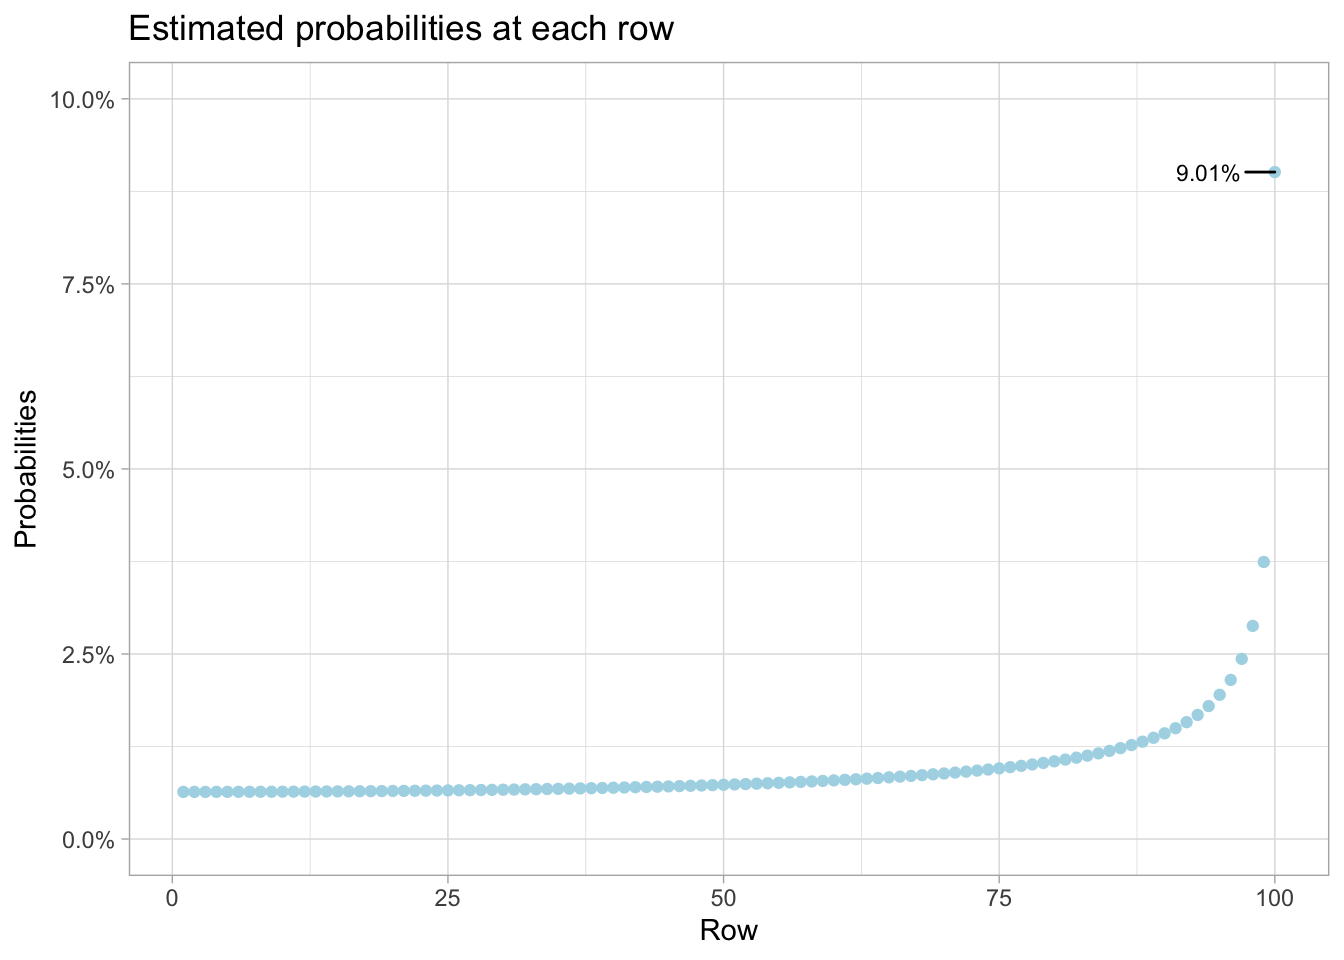 Estimated probabilities at each row
10.0%
9.01%
7.5%
5.0%
Probabilities
2.5%
0.0%
0 25 50 75 100
Row